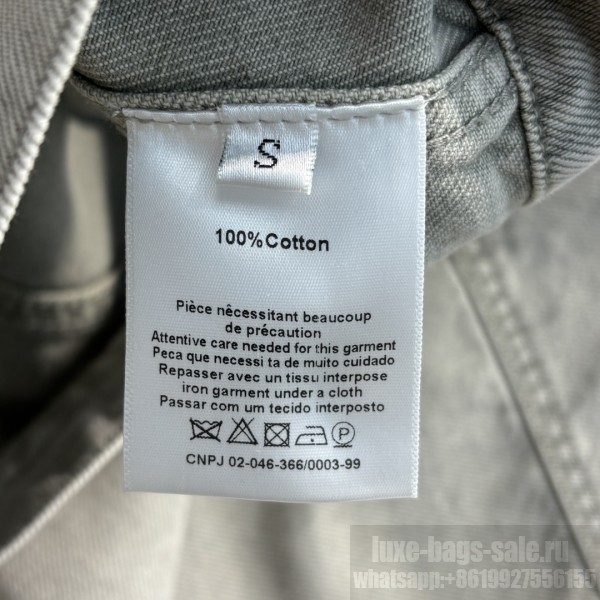 S
100%Cotton
Pièce nêcessitant beaucoup
de précaution
Attentive care needed for this garment
Peca que necessi ta de muito cuidado
Repasser avec un tissu interpose
iron garment under a cloth
Passar com um tecido interposto
P
CNPJ 02-046-366/0003-99
luxe-bags-sale.ru
whatsapp:+8619927556155